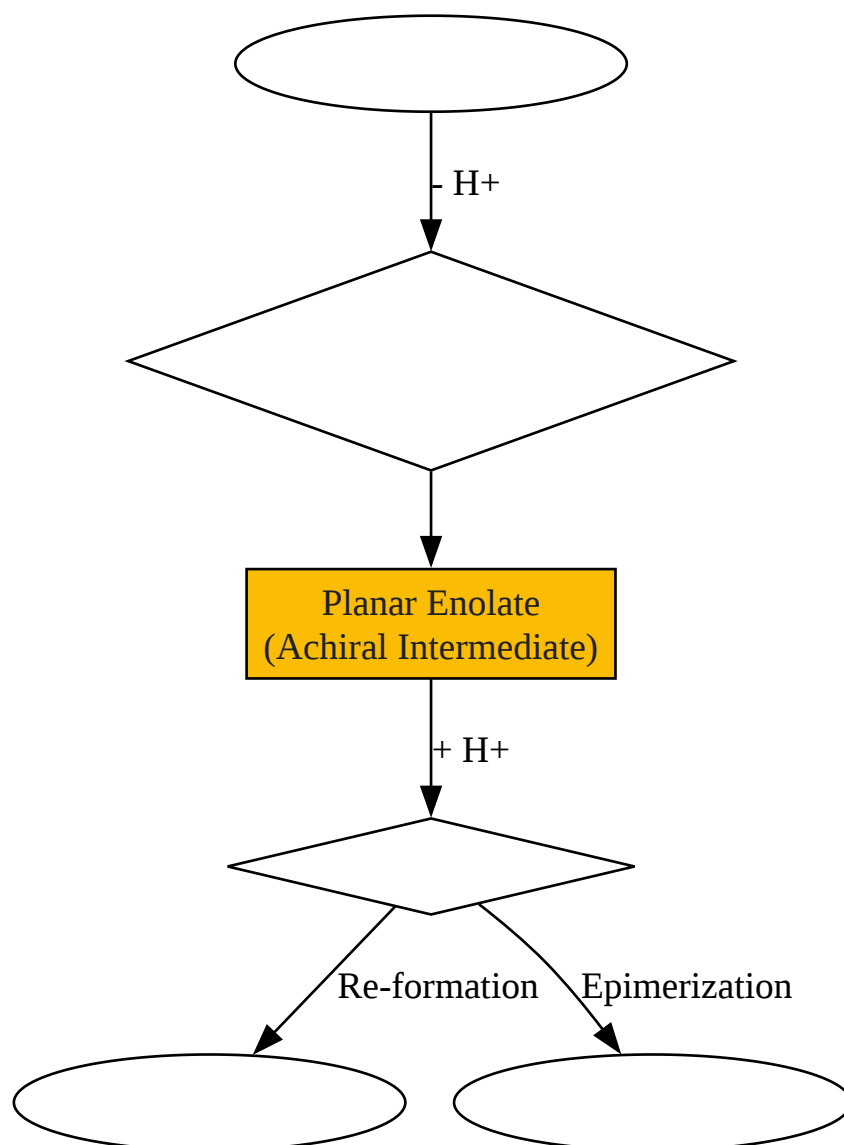 - H+
Planar Enolate
(Achiral Intermediate)
+ H+
Re-formation
Epimerization